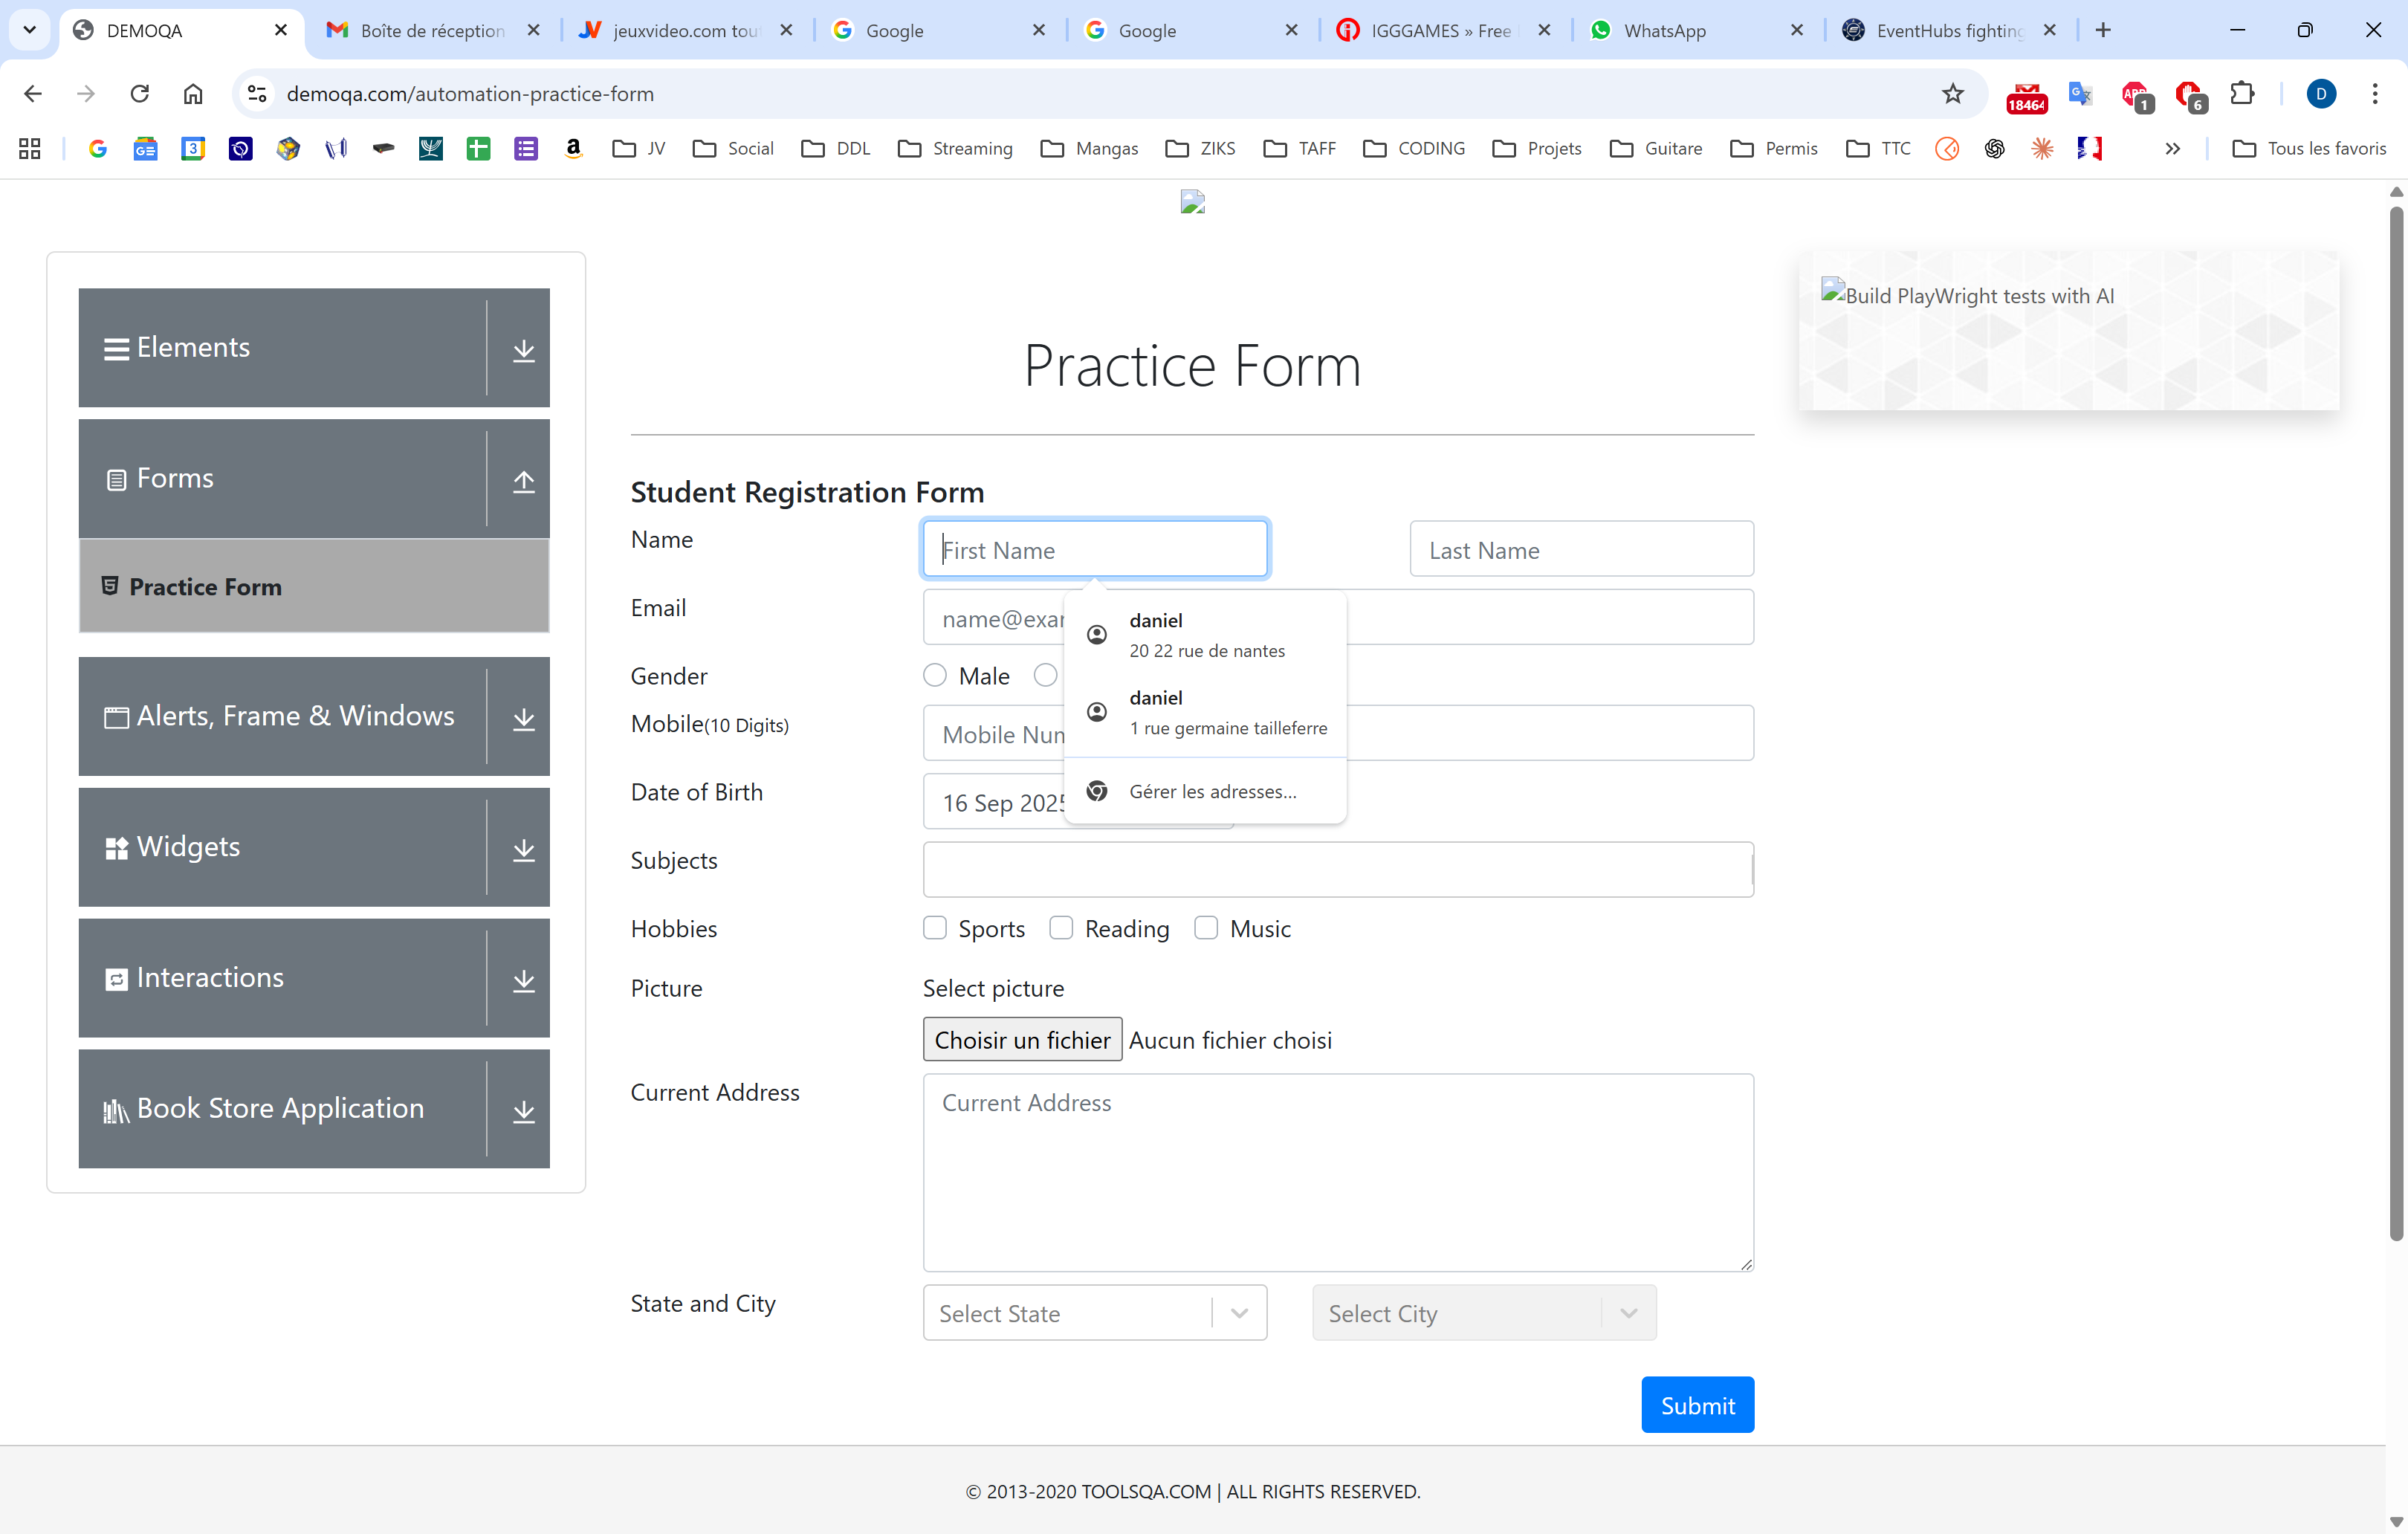 DEMOQA
Boîte de réception
jeuxvideo.com tou
Google
Google
IGGGAMES » Free
WhatsApp
EventHubs fighting
demoqa.com/automation-practice-form
18464
1
6
D
JV
Social
DDL
Streaming
Mangas
ZIKS
TAFF
CODING
Projets
Guitare
Permis
TTC
Tous les favoris
Elements
Forms
Practice Form
Alerts, Frame & Windows
Widgets
Interactions
Book Store Application
Practice Form
Student Registration Form
Name
First Name
Last Name
Email
name@exa
daniel
20 22 rue de nantes
Gender
Male
daniel
1 rue germaine tailleferre
Mobile(10 Digits)
Mobile Num
Gérer les adresses...
Date of Birth
16 Sep 2025
Subjects
Hobbies
Sports
Reading
Music
Picture
Select picture
Choisir un fichier
Aucun fichier choisi
Current Address
Current Address
State and City
Select State
Select City
Submit
Build PlayWright tests with AI
© 2013-2020 TOOLSQA.COM | ALL RIGHTS RESERVED.